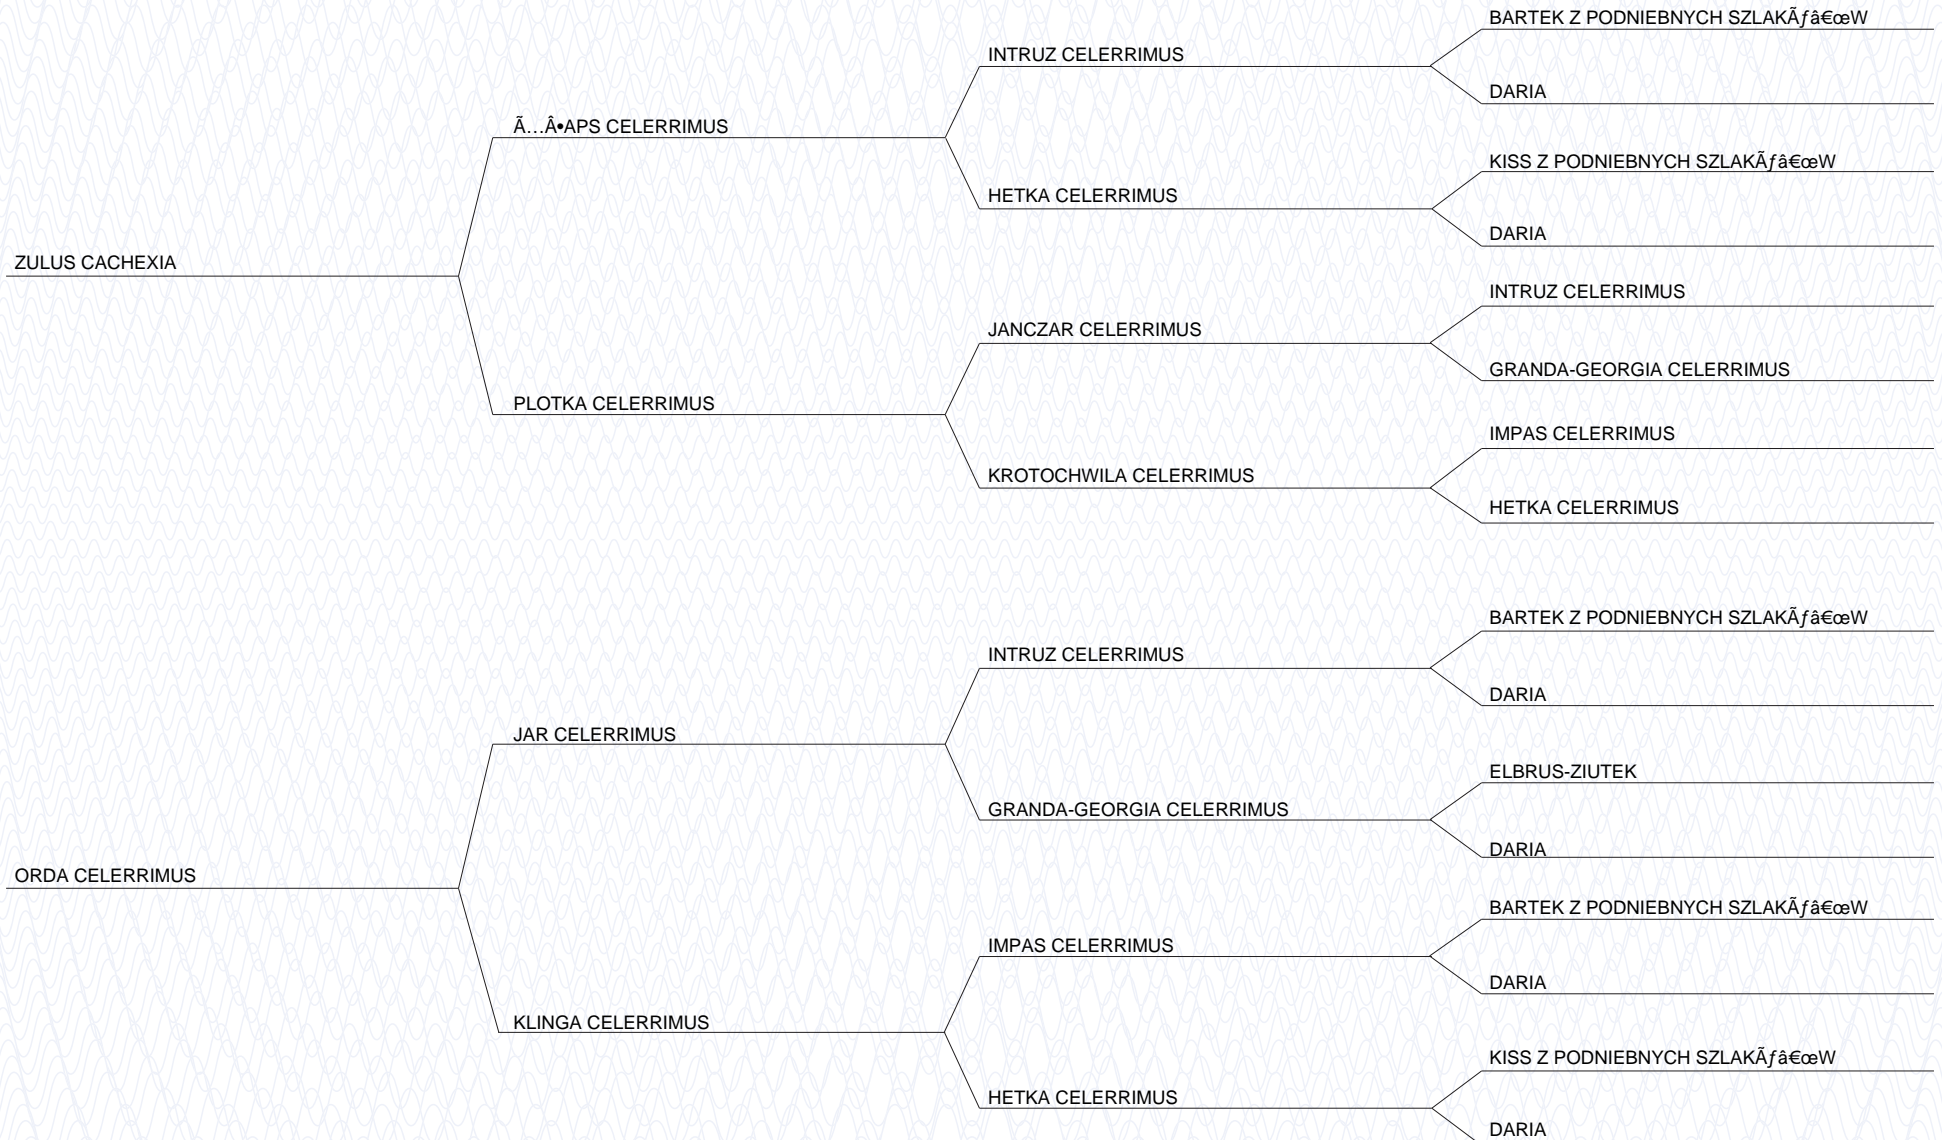 BARTEK Z PODNIEBNYCH SZLAKÃƒâ€œW
INTRUZ CELERRIMUS
DARIA
Ã…Â•APS CELERRIMUS
KISS Z PODNIEBNYCH SZLAKÃƒâ€œW
HETKA CELERRIMUS
DARIA
ZULUS CACHEXIA
INTRUZ CELERRIMUS
JANCZAR CELERRIMUS
GRANDA-GEORGIA CELERRIMUS
PLOTKA CELERRIMUS
IMPAS CELERRIMUS
KROTOCHWILA CELERRIMUS
HETKA CELERRIMUS
BARTEK Z PODNIEBNYCH SZLAKÃƒâ€œW
INTRUZ CELERRIMUS
DARIA
JAR CELERRIMUS
ELBRUS-ZIUTEK
GRANDA-GEORGIA CELERRIMUS
DARIA
ORDA CELERRIMUS
BARTEK Z PODNIEBNYCH SZLAKÃƒâ€œW
IMPAS CELERRIMUS
DARIA
KLINGA CELERRIMUS
KISS Z PODNIEBNYCH SZLAKÃƒâ€œW
HETKA CELERRIMUS
DARIA